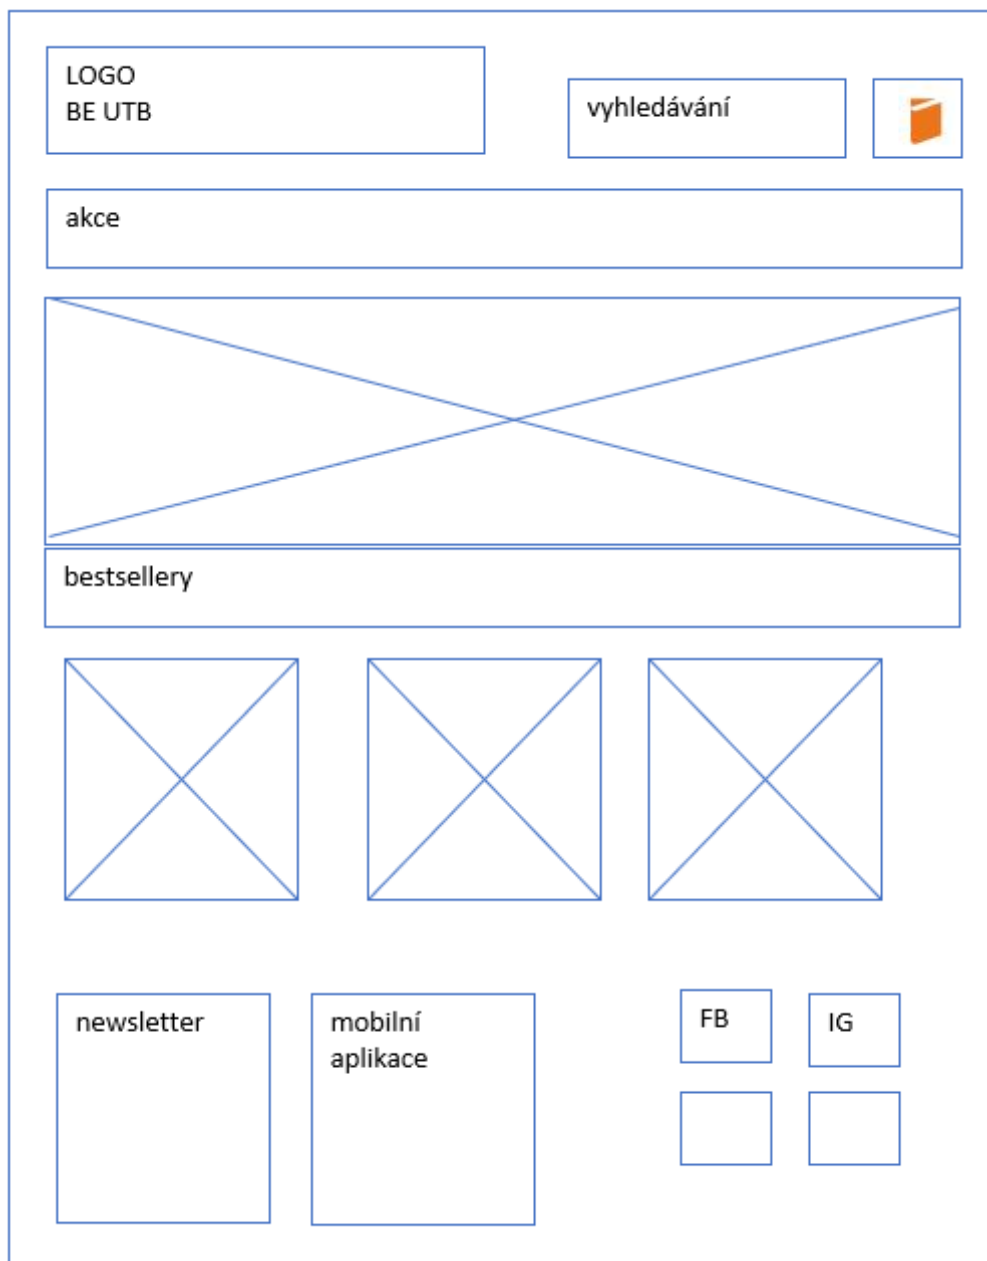 LOGO
BE UTB
vyhledávání
akce
bestsellery
newsletter
mobilní
aplikace
FB
IG